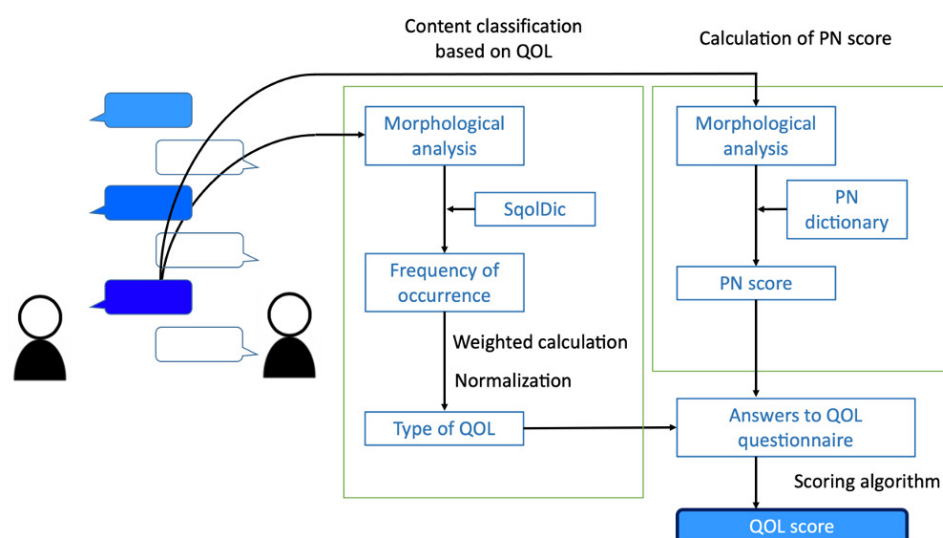 Content classification
based on QOL
Calculation of PN score
Morphological
analysis
SqolDic
Frequency of
occurrence
Weighted calculation
Normalization
Type of QOL
Morphological
analysis
PN
dictionary
PN score
Answers to QOL
questionnaire
Scoring algorithm
QOL score